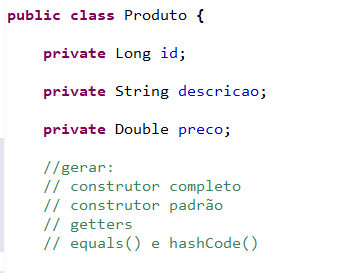 public class Produto {
private Long id;
private String descricao;
private Double preco;
//gerar:
// construtor completo
// construtor padrão
// getters
// equals() e hashCode()